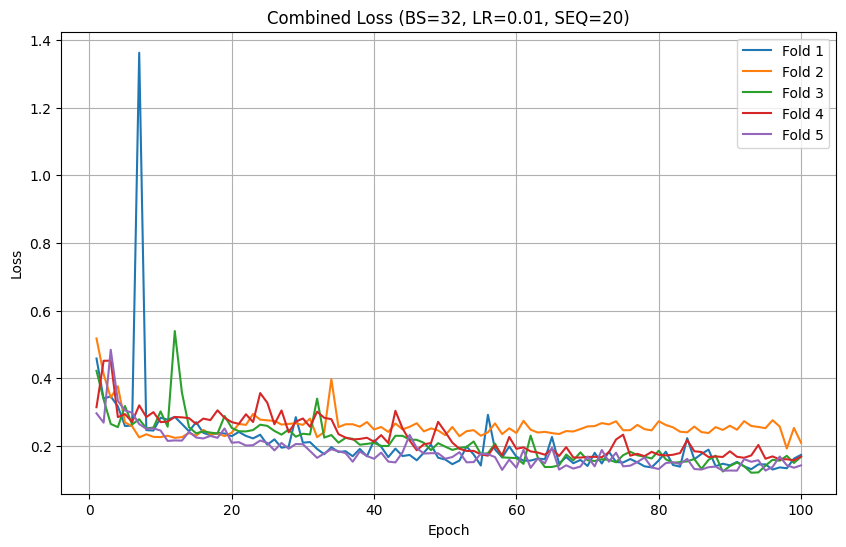 Combined Loss (BS=32, LR=0.01, SEQ=20)
1.4
1.2
1.0
0.8
0.6
0.4
0.2
Loss
0 20 40 60 80 100
Epoch
Fold 1
Fold 2
Fold 3
Fold 4
Fold 5